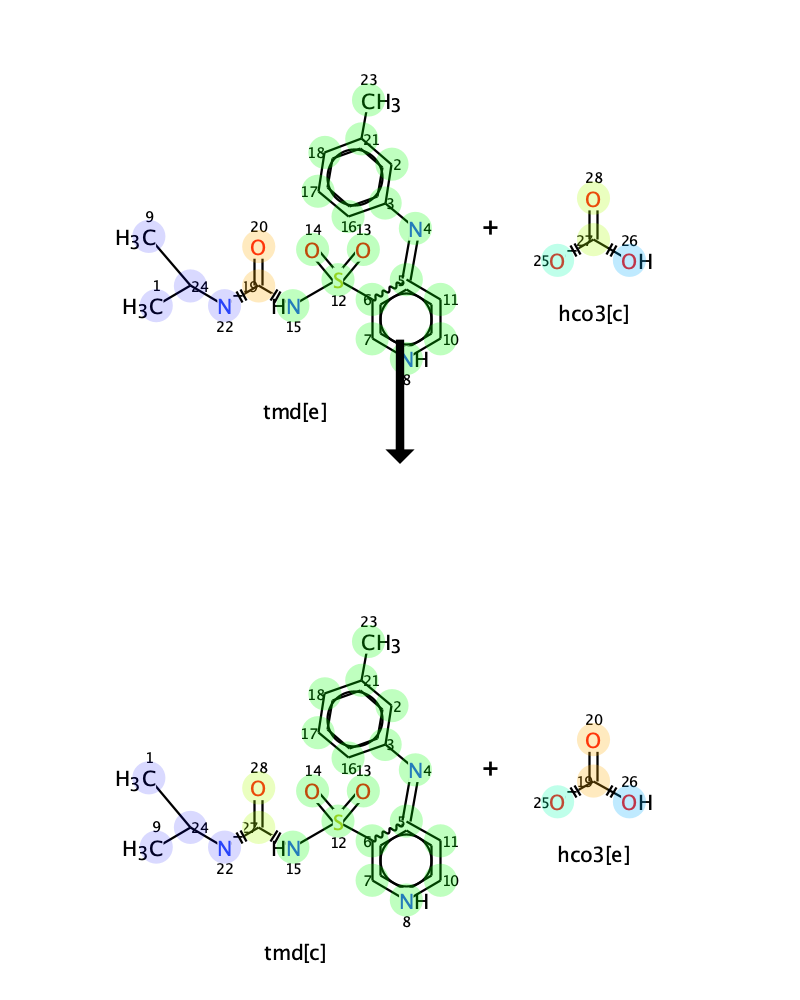 23
CH3
18
21
2
17
3
16
N4
9
H3C
1
H3C
24
N
22
20
O
19
HN
15
14
O
13
O
S
12
5
6
11
7
10
NH
8
tmd[e]
+
28
O
27
25O
26
OH
hco3[c]
23
CH3
18
21
2
17
3
16
N4
1
H3C
9
H3C
24
N
22
28
O
27
HN
15
14
O
13
O
S
12
5
6
11
7
10
NH
8
tmd[c]
+
20
O
19
25O
26
OH
hco3[e]